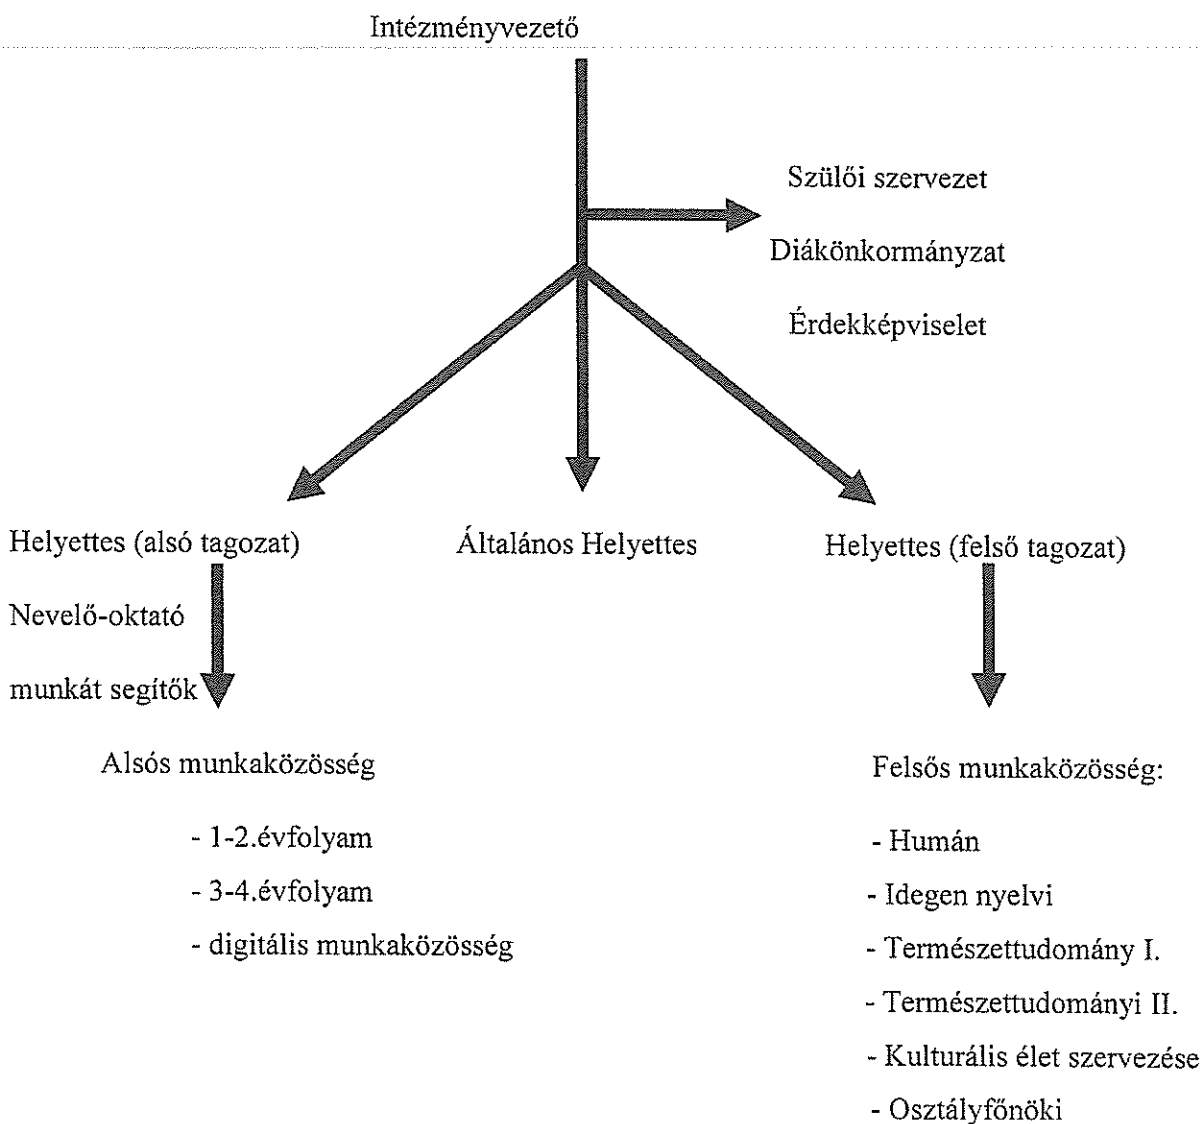 Intézményvezető
Szülői szervezet
Diákönkormányzat
Érdekképviselet
Helyettes (alsó tagozat)
Általános Helyettes
Helyettes (felső tagozat)
Nevelő-oktató
munkát segítők
Alsós munkaközösség
- 1-2.évfolyam
- 3-4.évfolyam
- digitális munkaközösség
Felsős munkaközösség:
- Humán
- Idegen nyelvi
- Természettudomány I.
- Természettudományi II.
- Kulturális élet szervezése
- Osztályfőnöki